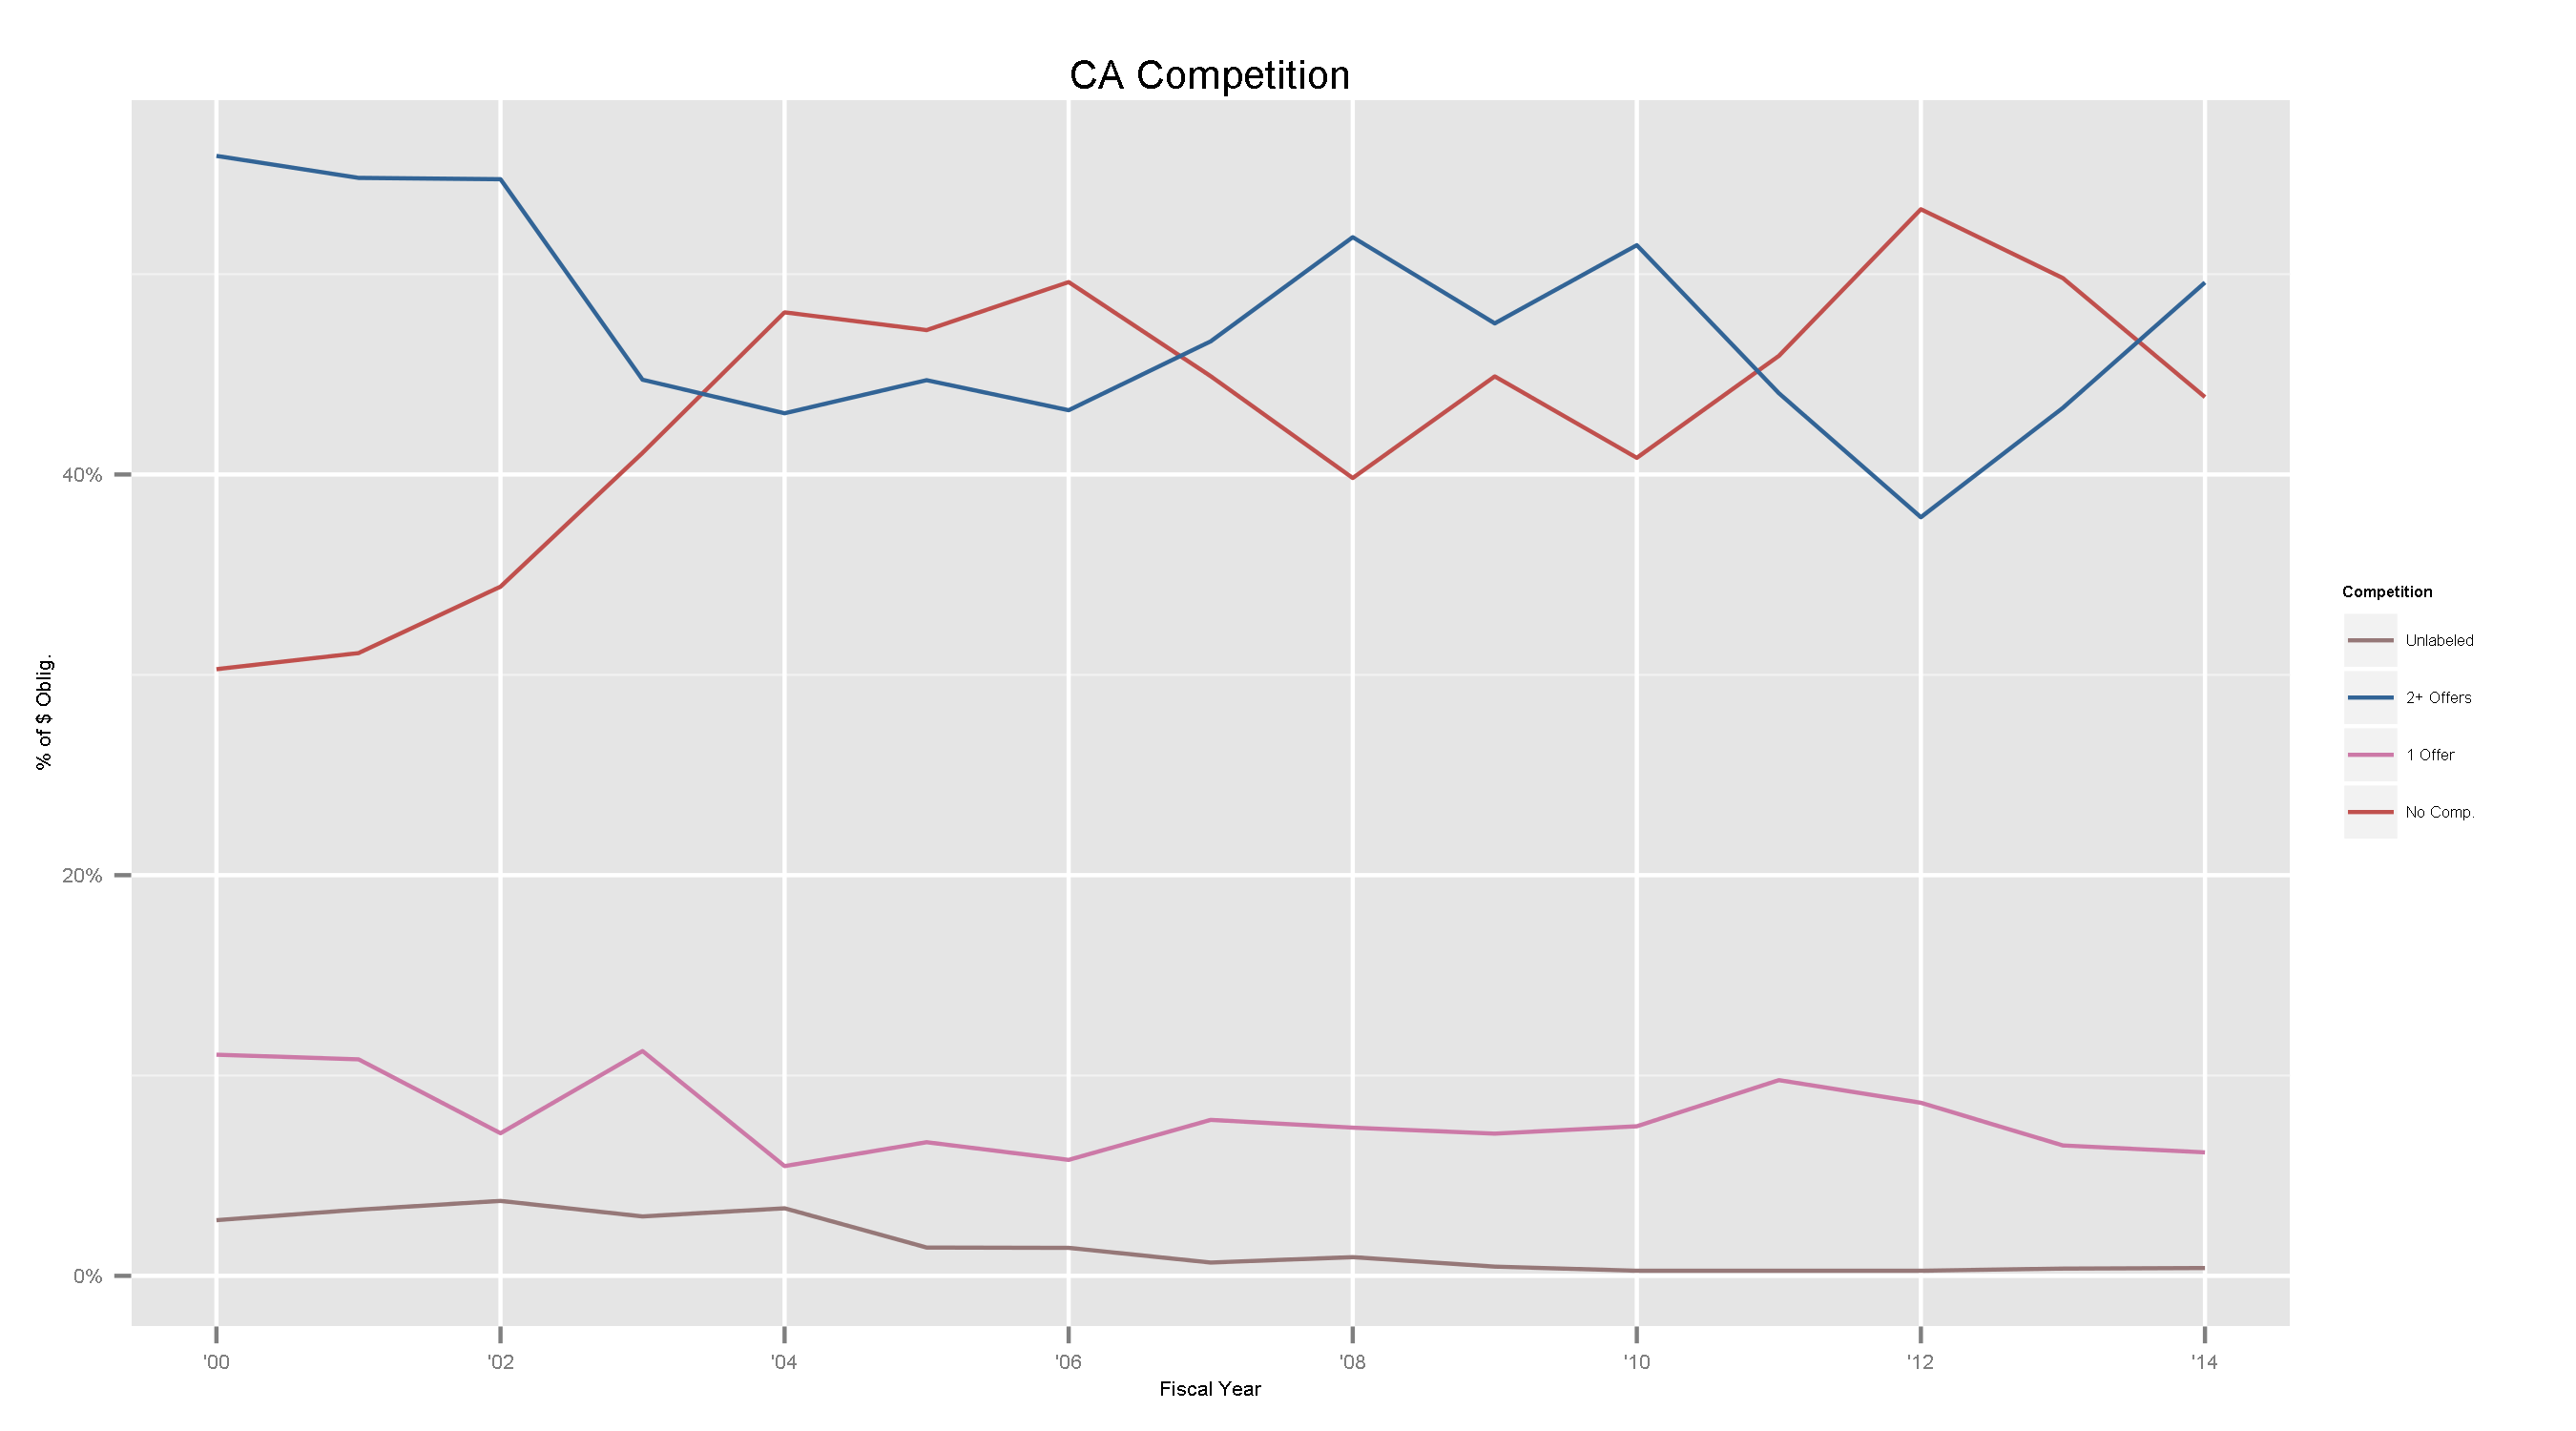 CA Competition
% of $ Oblig.
40%
20%
0%
'00 '02 '04 '06 '08 '10 '12 '14
Fiscal Year
Competition
Unlabeled
2+ Offers
1 Offer
No Comp.